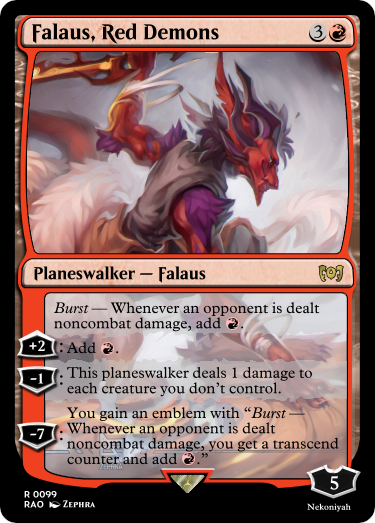 Falaus, Red Demons 3
Planeswalker — Falaus
Burst — Whenever an opponent is dealt
noncombat damage, add .
+2: Add .
-1: This planeswalker deals 1 damage to
each creature you don't control.
You gain an emblem with “Burst —
-7: Whenever an opponent is dealt
noncombat damage, you get a transcend
counter and add .”
5
R 0099
RAO ZEPHRA
Nekoniyah